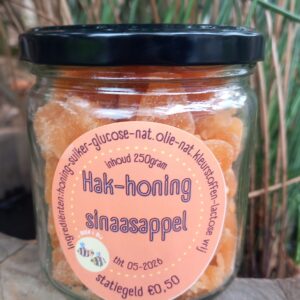 Ingrediënten:honing-suiker-glucose-nat.olie-nat.kleurstoffen-lactose vrij
Inhoud 250gram
Hak-honing
sinaasappel
tht 05-2026
statiegeld €0,50